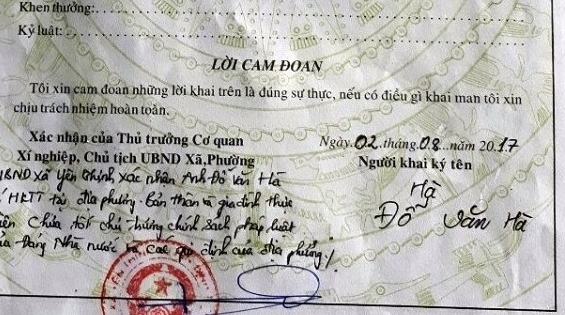 Khen thưởng:
Kỷ luật:
LỜI CAM ĐOAN
Tôi xin cam đoan những lời khai trên là đúng sự thực, nếu có điều gì khai man tôi xin
chịu trách nhiệm hoàn toàn.
Xác nhận của Thủ trưởng Cơ quan
Xí nghiệp, Chủ tịch UBND Xã,Phường
Ngày.02.tháng.08..năm 20.17
Người khai ký tên
UBND xã Yên Chính xác nhận Anh Đỗ Văn Hà
HKTT tại địa phương. Bản thân và gia đình thực
Chưa tốt chủ trương chính sách pháp luật
Đảng Nhà nước và các qui định của địa phương /.
Hà
Đỗ Văn Hà